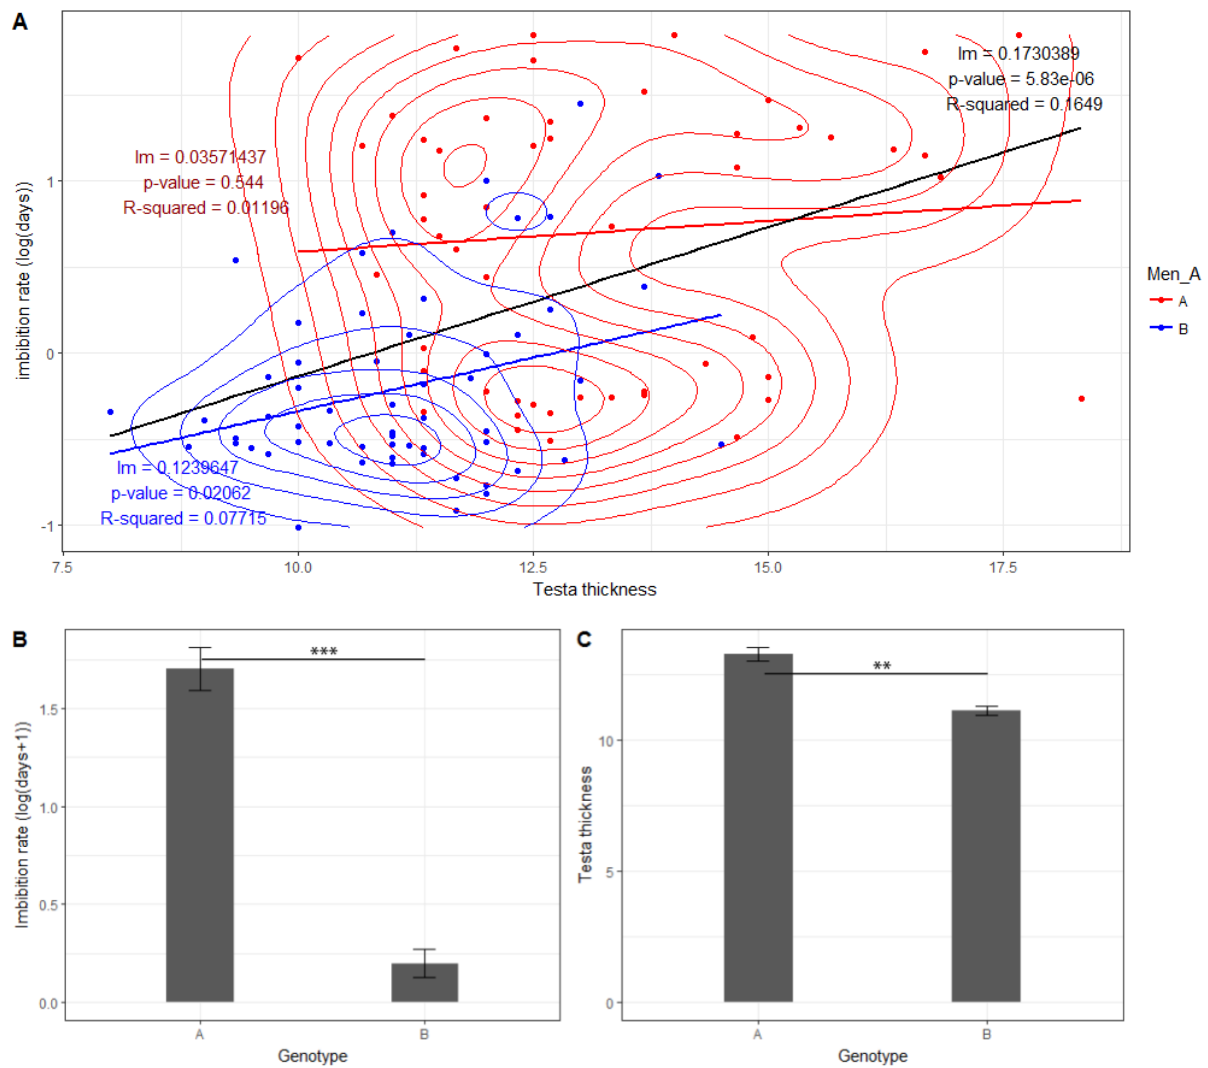 A
lm = 0.1730389
p-value = 5.83e-06
R-squared = 0.1649
lm = 0.03571437
p-value = 0.544
R-squared = 0.01196
lm = 0.1239647
p-value = 0.02062
R-squared = 0.07715
imbibition rate (log(days))
1
0
-1
7.5
10.0
12.5
15.0
17.5
Testa thickness
Men_A
A
B
B
***
Imbibition rate (log(days+1))
1.5
1.0
0.5
0.0
A
B
Genotype
C
**
Testa thickness
10
5
0
A
B
Genotype